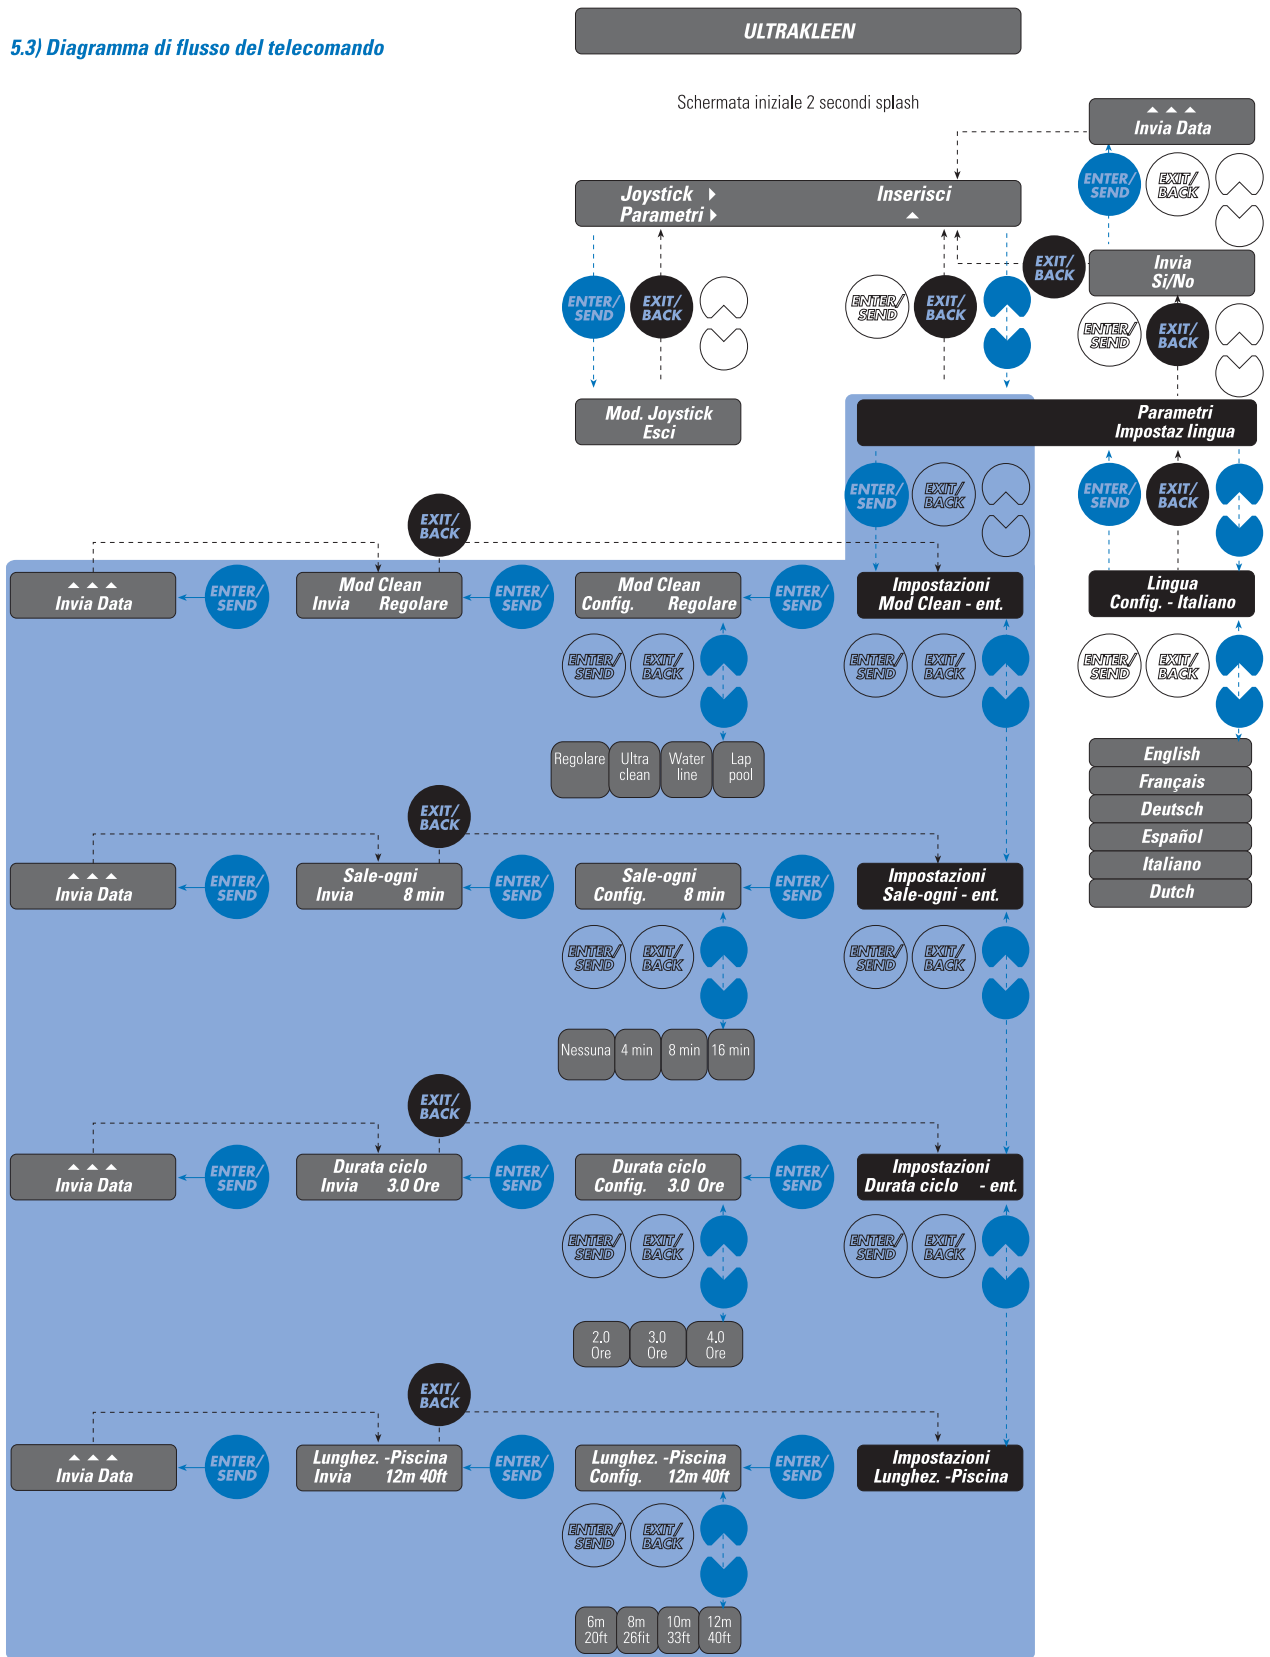 5.3) Diagramma di flusso del telecomando
ULTRAKLEEN
Schermata iniziale 2 secondi splash
Invia Data
ENTER/
SEND
EXIT/
BACK
Joystick
Parametri
Inserisci
EXIT/
BACK
Invia
Si/No
ENTER/
SEND
EXIT/
BACK
ENTER/
SEND
EXIT/
BACK
ENTER/
SEND
EXIT/
BACK
Mod. Joystick
Esci
Parametri
Impostaz lingua
ENTER/
SEND
EXIT/
BACK
ENTER/
SEND
EXIT/
BACK
EXIT/
BACK
Invia Data
ENTER/
SEND
Mod Clean
Invia Regolare
ENTER/
SEND
Mod Clean
Config. Regolare
ENTER/
SEND
Impostazioni
Mod Clean - ent.
Lingua
Config. - Italiano
ENTER/
SEND
EXIT/
BACK
ENTER/
SEND
EXIT/
BACK
ENTER/
SEND
EXIT/
BACK
Regolare
Ultra
clean
Water
line
Lap
pool
English
Français
Deutsch
Español
Italiano
Dutch
EXIT/
BACK
Invia Data
ENTER/
SEND
Sale-ogni
Invia 8 min
ENTER/
SEND
Sale-ogni
Config. 8 min
ENTER/
SEND
Impostazioni
Sale-ogni - ent.
ENTER/
SEND
EXIT/
BACK
ENTER/
SEND
EXIT/
BACK
Nessuna
4 min
8 min
16 min
EXIT/
BACK
Invia Data
ENTER/
SEND
Durata ciclo
Invia 3.0 Ore
ENTER/
SEND
Durata ciclo
Config. 3.0 Ore
ENTER/
SEND
Impostazioni
Durata ciclo - ent.
ENTER/
SEND
EXIT/
BACK
ENTER/
SEND
EXIT/
BACK
2.0
Ore
3.0
Ore
4.0
Ore
EXIT/
BACK
Invia Data
ENTER/
SEND
Lunghez. -Piscina
Invia 12m 40ft
ENTER/
SEND
Lunghez. -Piscina
Config. 12m 40ft
ENTER/
SEND
Impostazioni
Lunghez. -Piscina
ENTER/
SEND
EXIT/
BACK
6m
20ft
8m
26fit
10m
33ft
12m
40ft